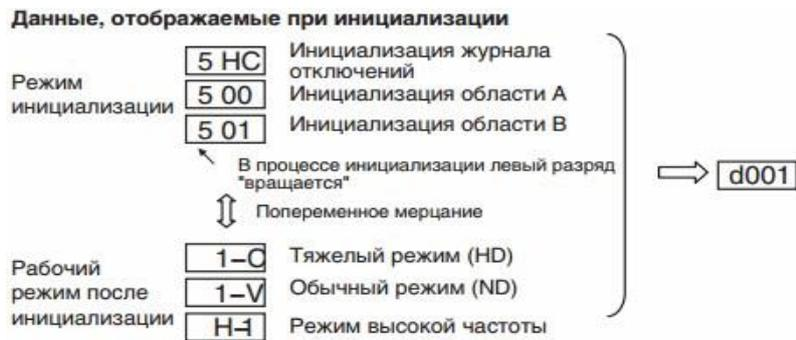 Данные, отображаемые при инициализации
Режим
инициализации
5 HC
Инициализация журнала
отключений
5 00
Инициализация области A
5 01
Инициализация области B
В процессе инициализации левый разряд
"вращается"
Попеременное мерцание
d001
Рабочий
режим после
инициализации
1–C
Тяжелый режим (HD)
1–V
Обычный режим (ND)
H–1
Режим высокой частоты